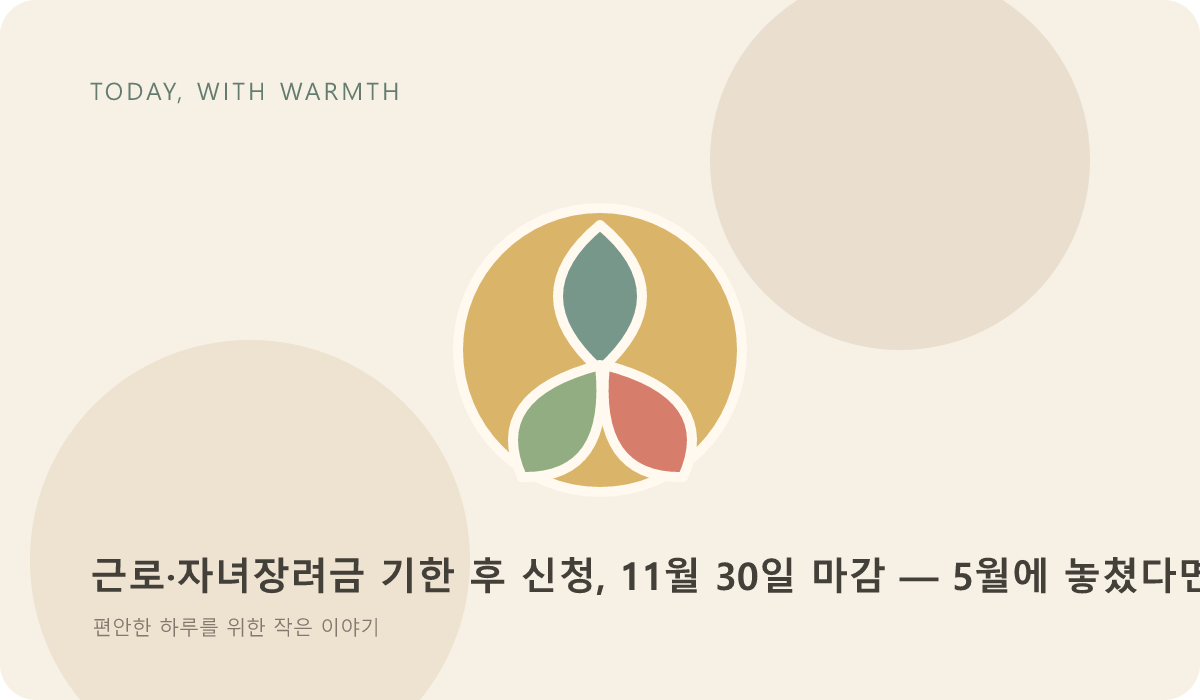 TODAY, WITH WARMTH
근로·자녀장려금 기한 후 신청, 11월 30일 마감 — 5월에 놓쳤다면
편안한 하루를 위한 작은 이야기